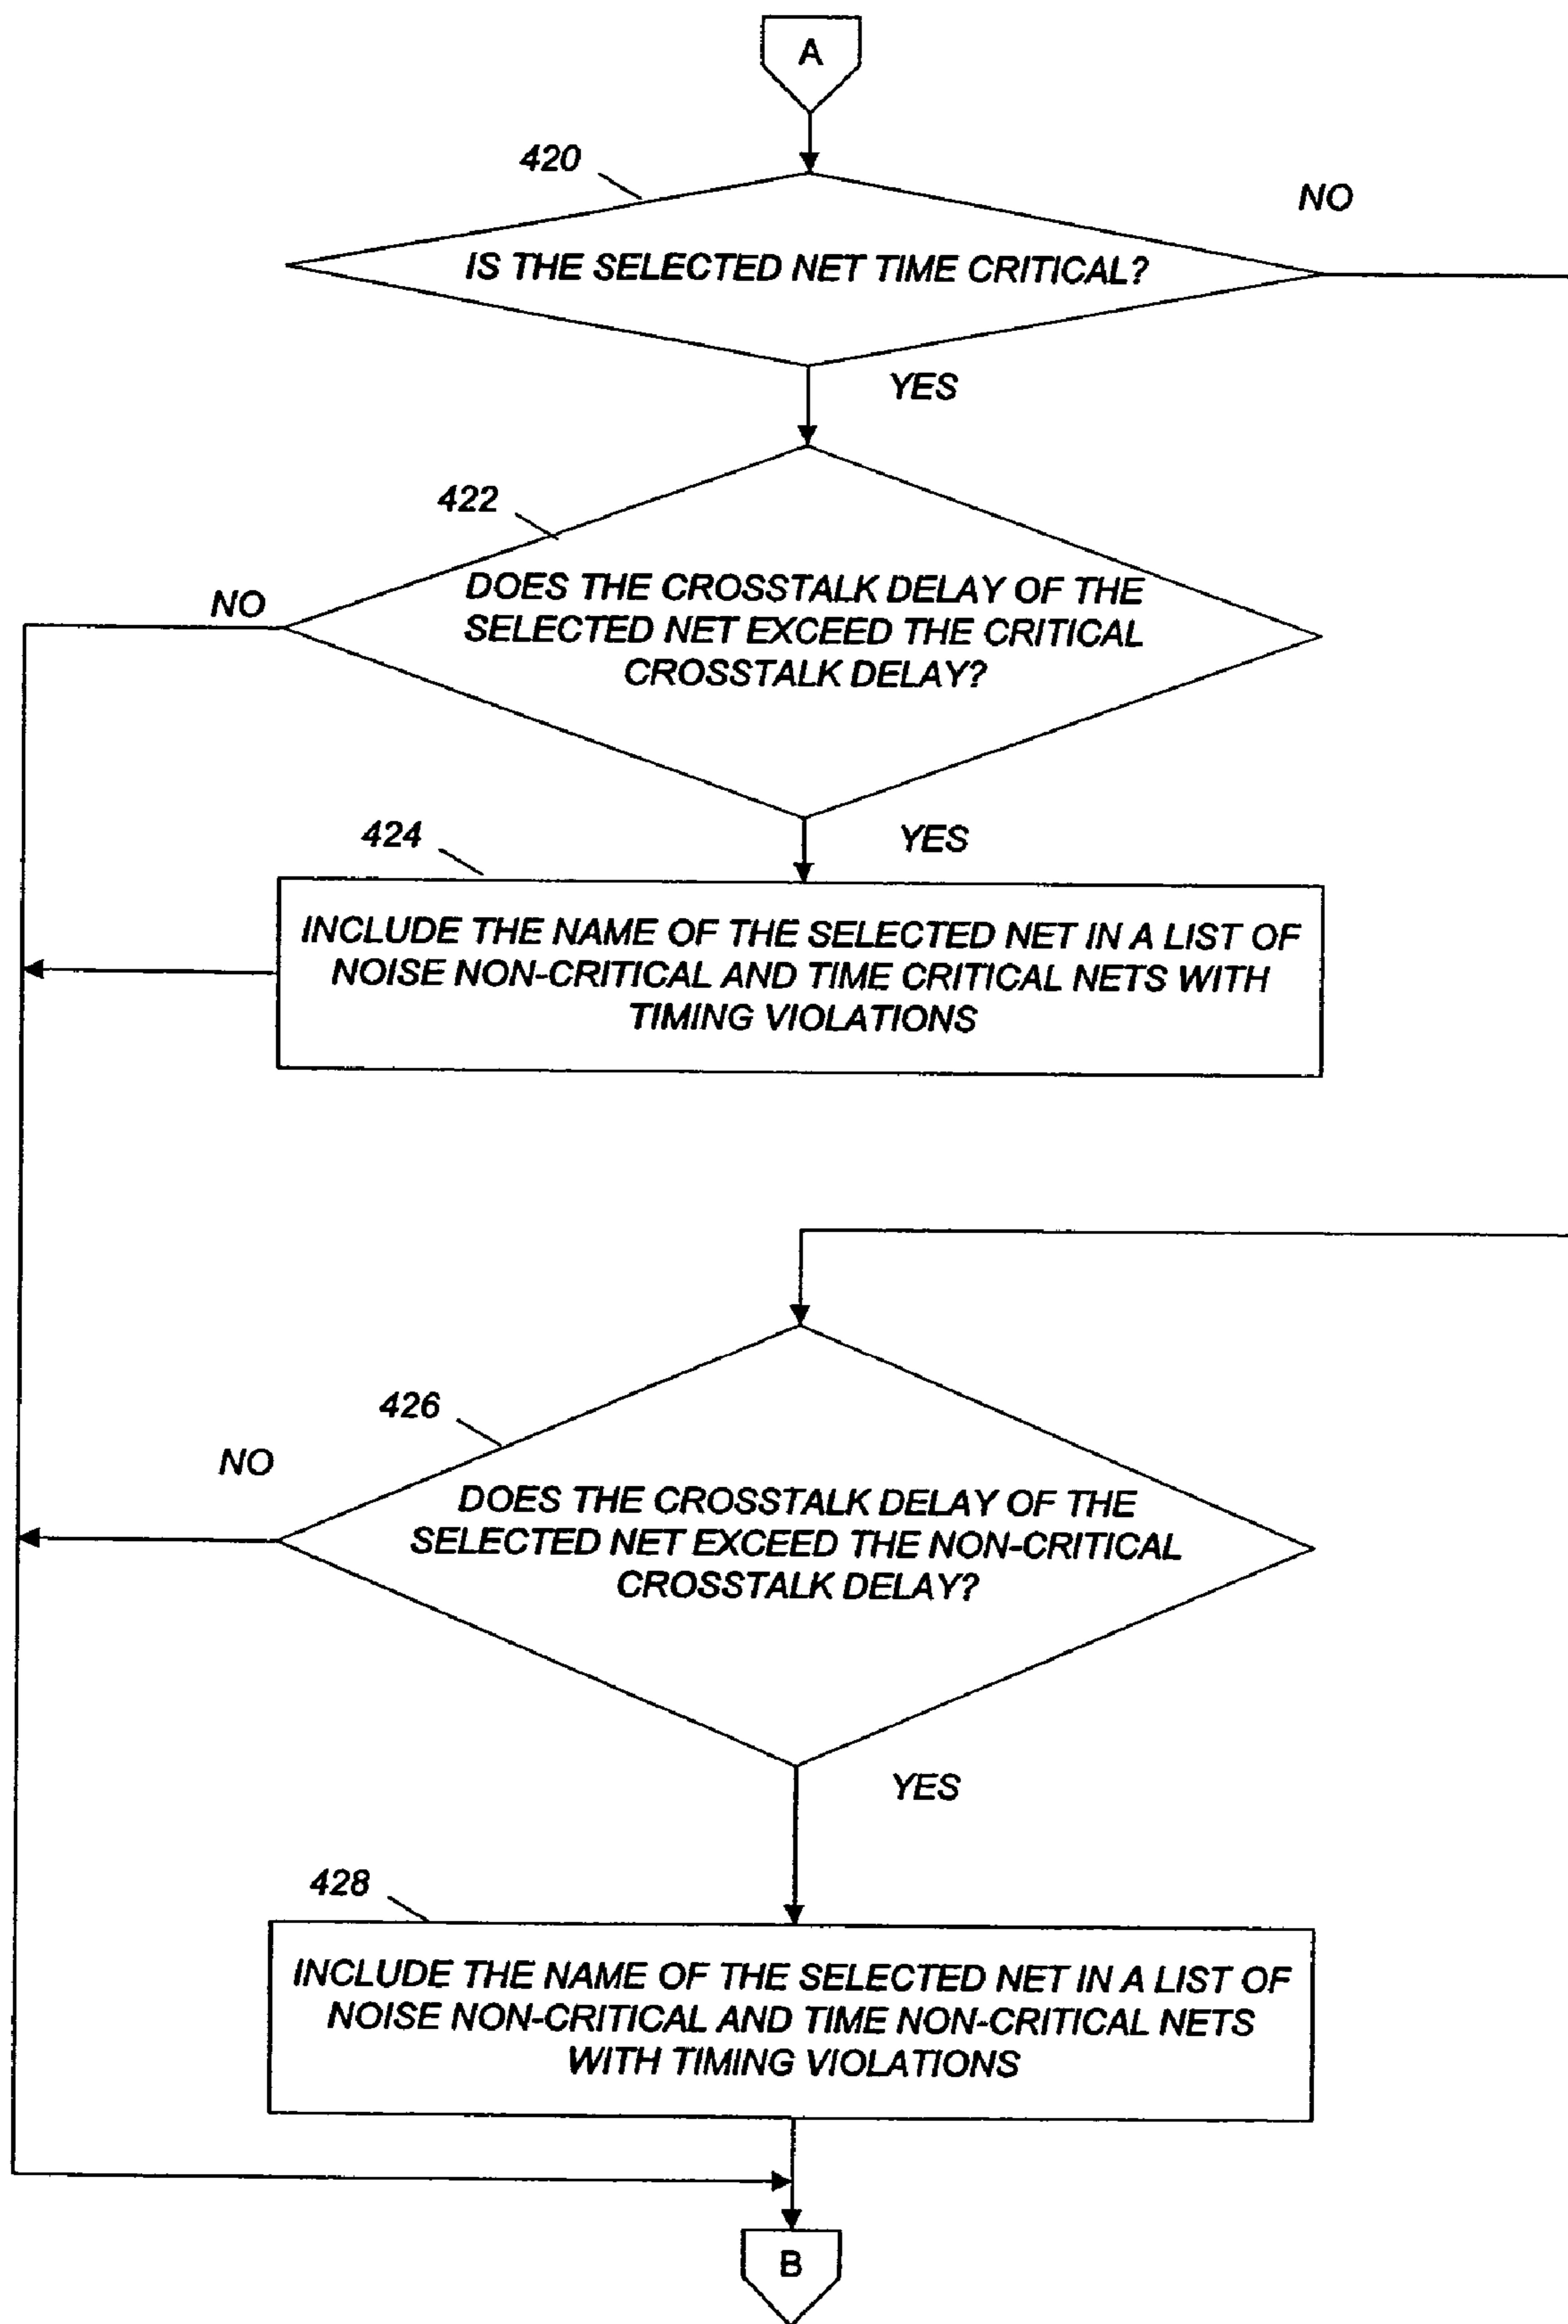 A
420
NO
IS THE SELECTED NET TIME CRITICAL?
YES
422
NO
DOES THE CROSSTALK DELAY OF THE
SELECTED NET EXCEED THE CRITICAL
CROSSTALK DELAY?
YES
424
INCLUDE THE NAME OF THE SELECTED NET IN A LIST OF
NOISE NON-CRITICAL AND TIME CRITICAL NETS WITH
TIMING VIOLATIONS
426
NO
DOES THE CROSSTALK DELAY OF THE
SELECTED NET EXCEED THE NON-CRITICAL
CROSSTALK DELAY?
YES
428
INCLUDE THE NAME OF THE SELECTED NET IN A LIST OF
NOISE NON-CRITICAL AND TIME NON-CRITICAL NETS
WITH TIMING VIOLATIONS
B